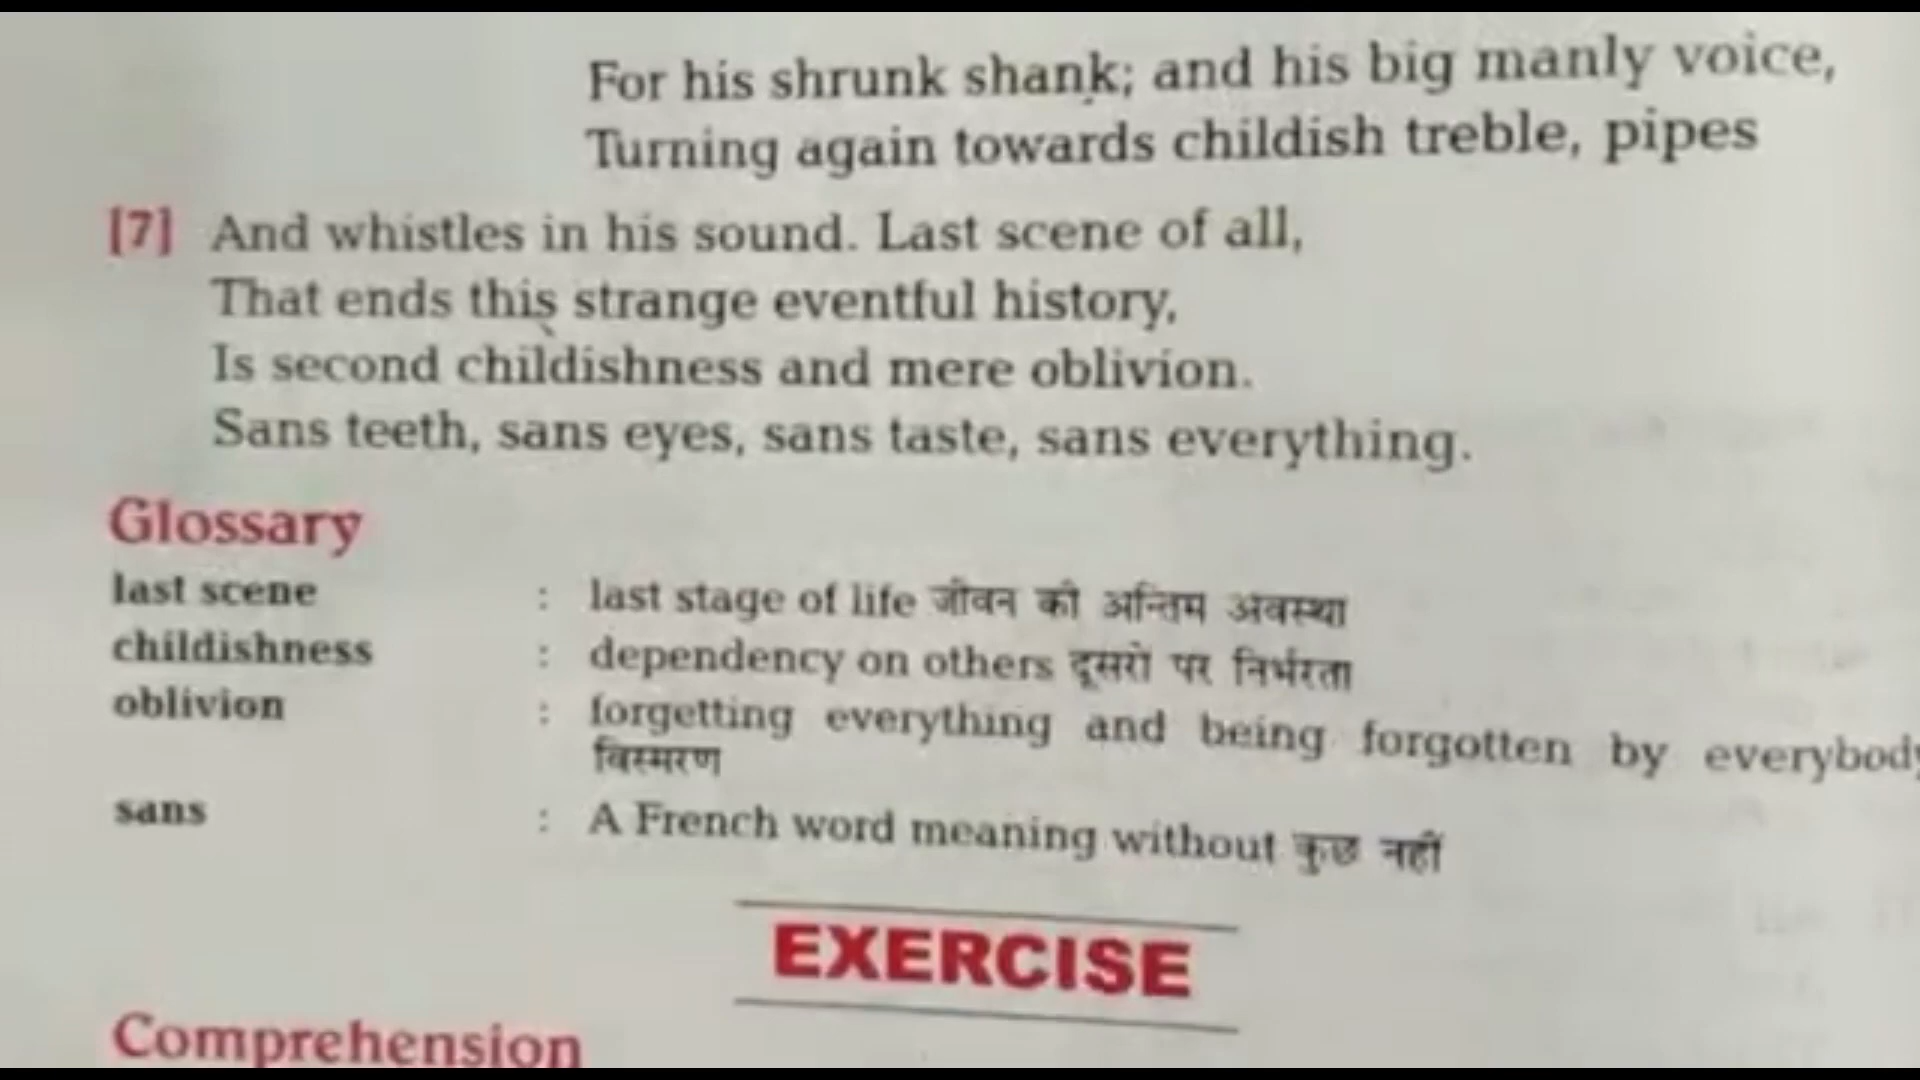 For his shrunk shank; and his big manly voice,
Turning again towards childish treble, pipes
[7] And whistles in his sound. Last scene of all,
That ends this strange eventful history,
Is second childishness and mere oblivion.
Sans teeth, sans eyes, sans taste, sans everything.
Glossary
last scene : last stage of life जीवन की अन्तिम अवस्था
childishness : dependency on others दूसरों पर निर्भरता
oblivion : forgetting everything and being forgotten by everybody
विस्मरण
sans : A French word meaning without कुछ नहीं
EXERCISE
Comprehension